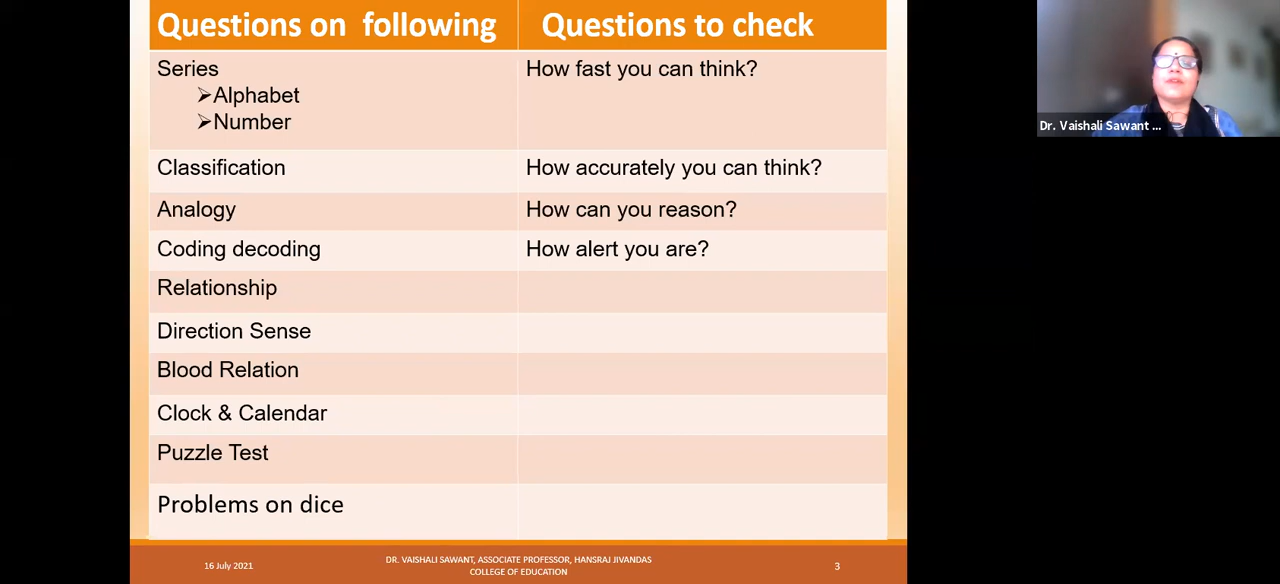 Questions on following
Questions to check
Series
➢Alphabet
➢Number
How fast you can think?
Classification
How accurately you can think?
Analogy
How can you reason?
Coding decoding
How alert you are?
Relationship
Direction Sense
Blood Relation
Clock & Calendar
Puzzle Test
Problems on dice
16 July 2021
DR. VAISHALI SAWANT, ASSOCIATE PROFESSOR, HANSRAJ JIVANDAS
COLLEGE OF EDUCATION
3
Dr. Vaishali Sawant ...